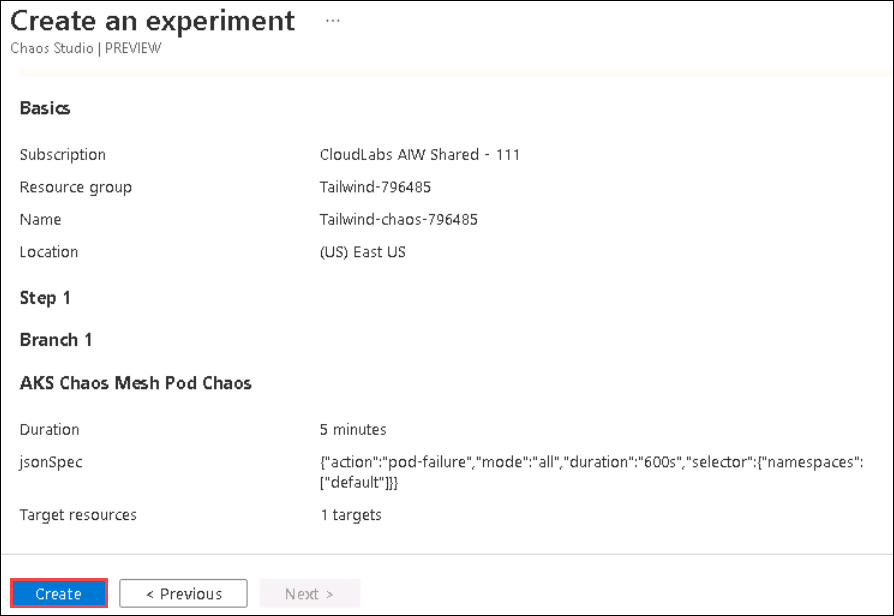 Create an experiment ...
Chaos Studio | PREVIEW
Basics
Subscription CloudLabs AIW Shared - 111
Resource group Tailwind-796485
Name Tailwind-chaos-796485
Location (US) East US
Step 1
Branch 1
AKS Chaos Mesh Pod Chaos
Duration 5 minutes
jsonSpec {"action":"pod-failure","mode":"all","duration":"600s","selector":{"namespaces":
["default"]}}
Target resources 1 targets
Create < Previous Next >